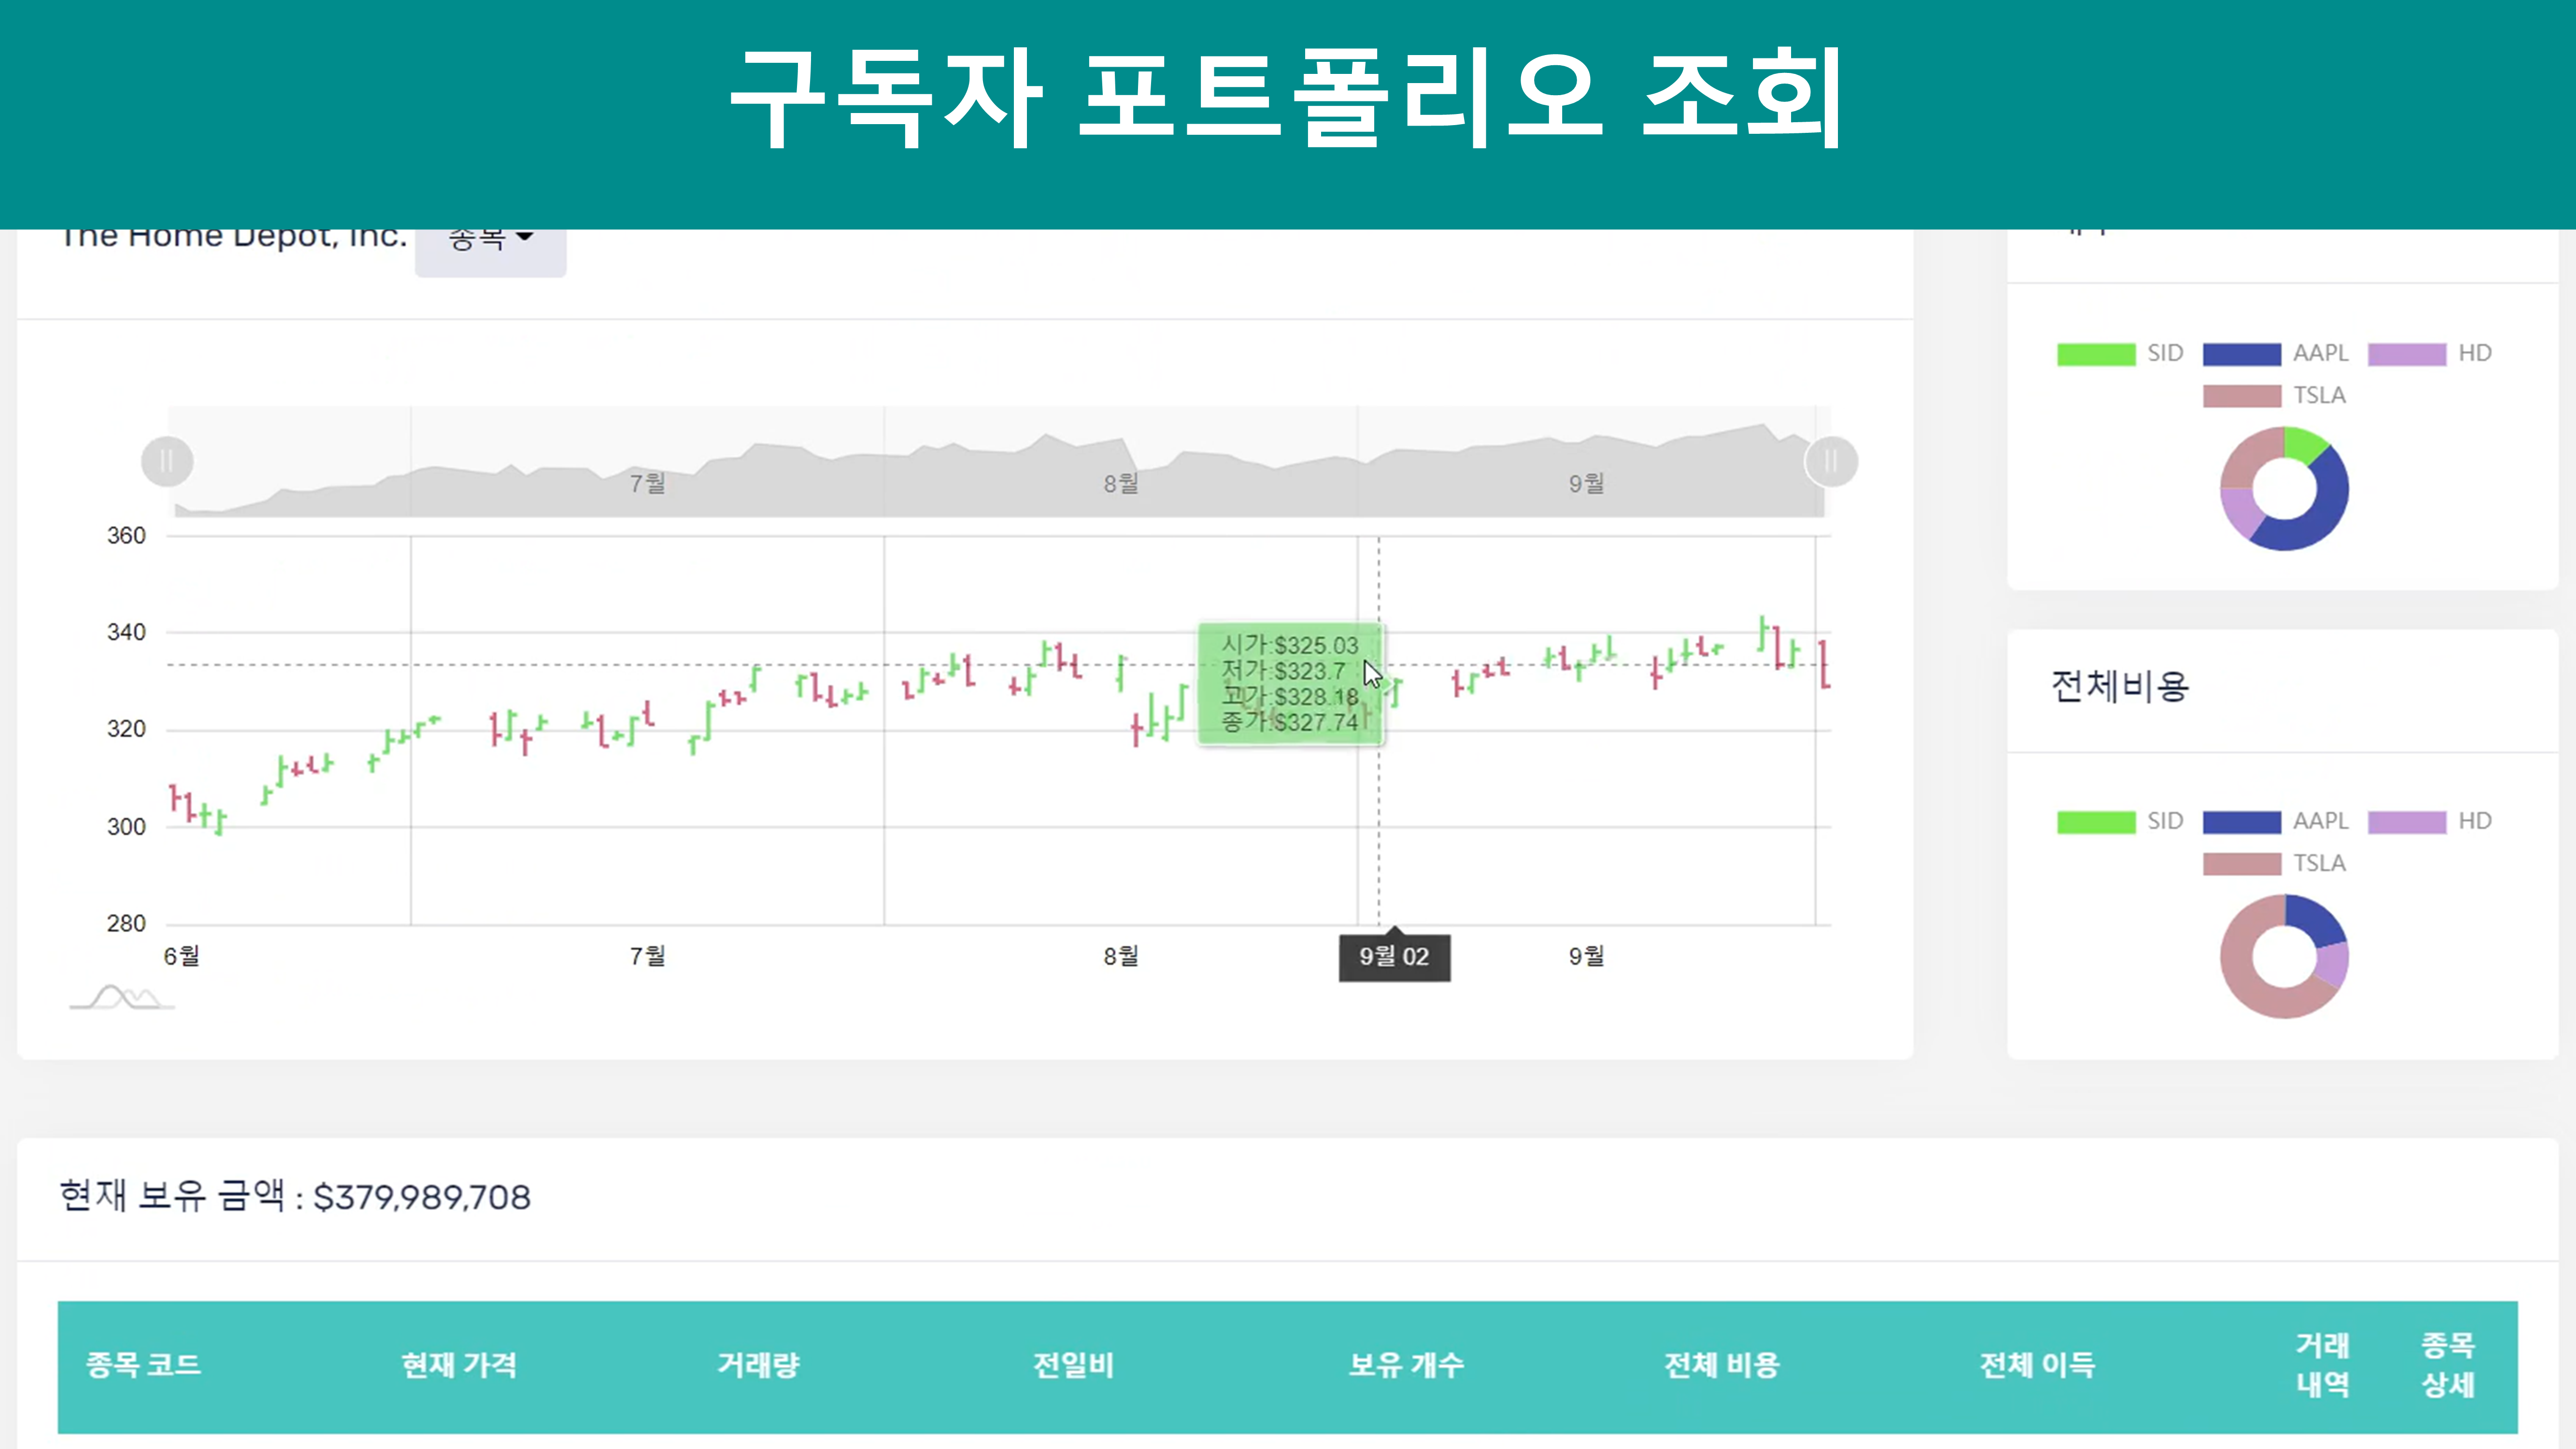 구독자 포트폴리오 조회
The Home Depot, Inc. 종목
SID AAPL HD
TSLA
7월 8월 9월
360
340
320
300
280
시가:$325.03
저가:$323.7
고가:$328.18
종가:$327.74
6월 7월 8월 9월 02 9월
전체비용
SID AAPL HD
TSLA
현재 보유 금액 : $379,989,708
종목 코드 현재 가격 거래량 전일비 보유 개수 전체 비용 전체 이득 거래 내역 종목 상세